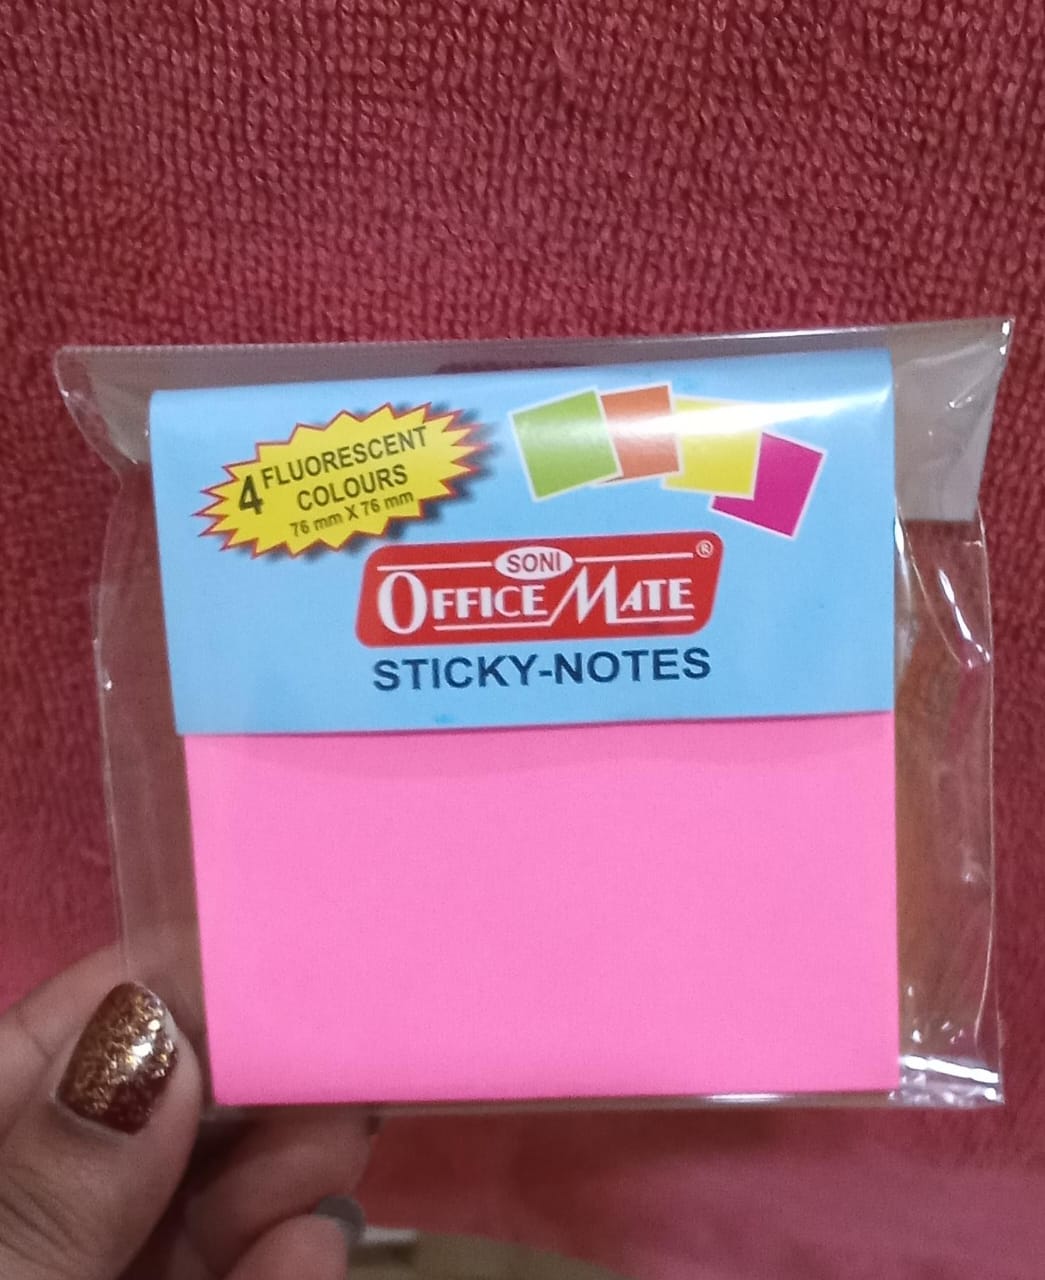 4 FLUORESCENT
COLOURS
76 mm X 76 mm
SONI
OFFICE MATE ®
STICKY-NOTES